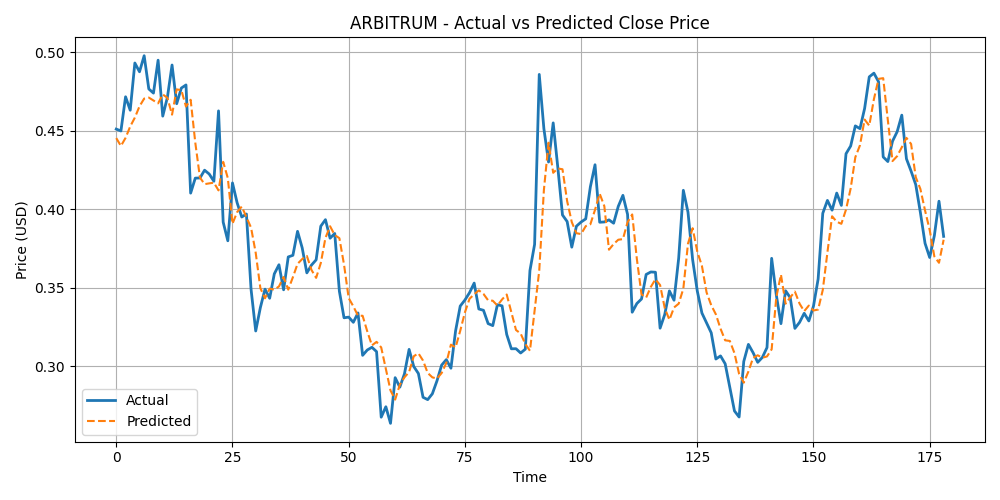 ARBITRUM - Actual vs Predicted Close Price
Price (USD)
0.50
0.45
0.40
0.35
0.30
Actual
Predicted
0 25 50 75 100 125 150 175
Time